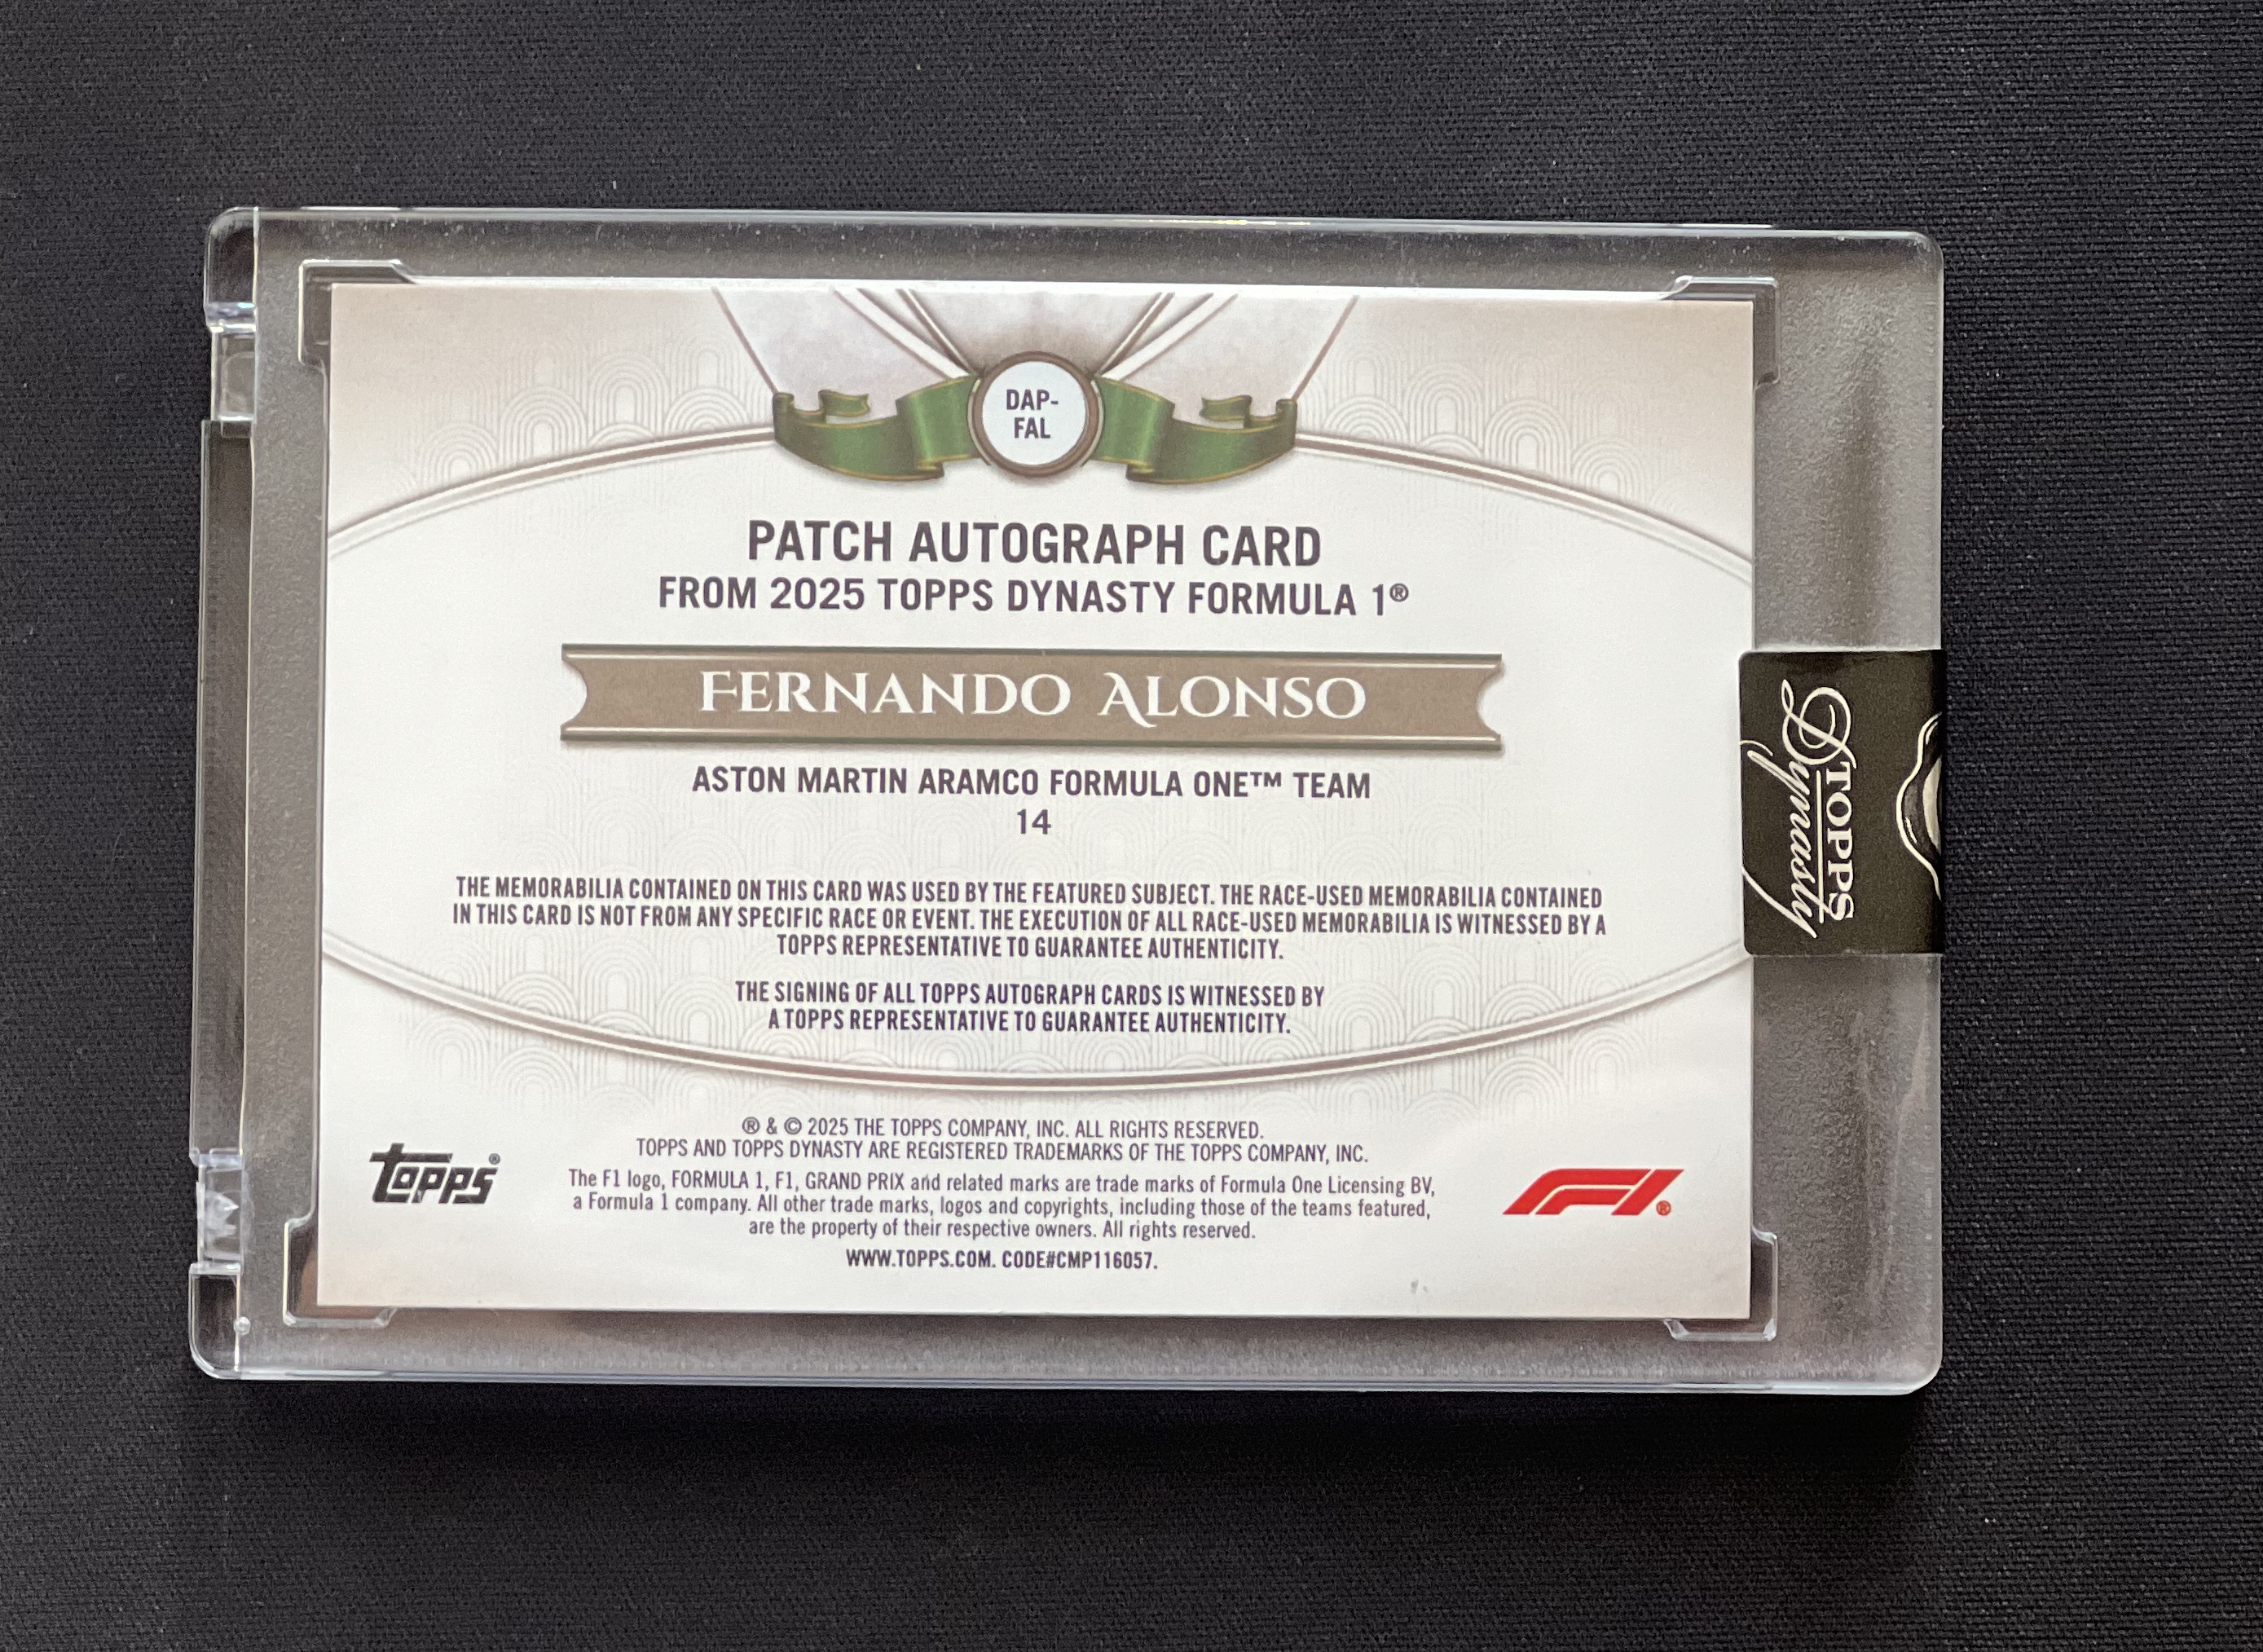 DAP-
FAL
PATCH AUTOGRAPH CARD
FROM 2025 TOPPS DYNASTY FORMULA 1®
FERNANDO ALONSO
ASTON MARTIN ARAMCO FORMULA ONE™ TEAM
14
THE MEMORABILIA CONTAINED ON THIS CARD WAS USED BY THE FEATURED SUBJECT. THE RACE-USED MEMORABILIA CONTAINED
IN THIS CARD IS NOT FROM ANY SPECIFIC RACE OR EVENT. THE EXECUTION OF ALL RACE-USED MEMORABILIA IS WITNESSED BY A
TOPPS REPRESENTATIVE TO GUARANTEE AUTHENTICITY.
THE SIGNING OF ALL TOPPS AUTOGRAPH CARDS IS WITNESSED BY
A TOPPS REPRESENTATIVE TO GUARANTEE AUTHENTICITY.
® & © 2025 THE TOPPS COMPANY, INC. ALL RIGHTS RESERVED.
TOPPS AND TOPPS DYNASTY ARE REGISTERED TRADEMARKS OF THE TOPPS COMPANY, INC.
The F1 logo, FORMULA 1, F1, GRAND PRIX and related marks are trade marks of Formula One Licensing BV,
a Formula 1 company. All other trade marks, logos and copyrights, including those of the teams featured,
are the property of their respective owners. All rights reserved.
WWW.TOPPS.COM. CODE#CMP116057.
topps®
F1®
TOPPS
Dynasty